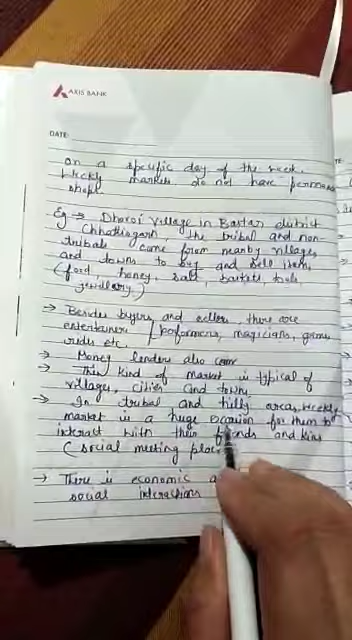 AXIS BANK
DATE:
on a specific day of the week.
Weekly markets do not have perman
shops
Eg → Dhorai Village in Bastar district
Chhattisgarh, the tribal and non-
tribals come from nearby villages
and towns to buy and sell items
(food, honey, salt, baskets, tools
jewellery)
→ Besides buyers and sellers, there are
entertainers / performers, magicians, games
rides etc.
→ Money lenders also come
→ This kind of market is typical of
villages, cities and towns.
→ In tribal and hilly areas, weekly
market is a huge occasion for them to
interact with their friends and kins
(social meeting place
→ There is economic a
social interactions